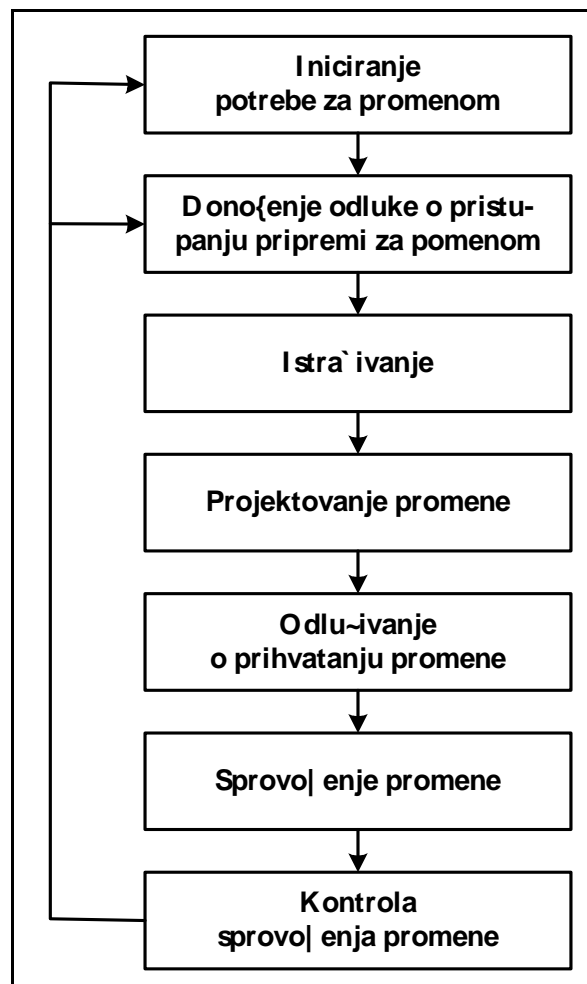 Iniciranje
potrebe za promenom
Dono{enje odluke o pristu-
panju pripremi za pomenom
Istra`ivanje
Projektovanje promene
Odlu~ivanje
o prihvatanju promene
Sprovo|enje promene
Kontrola
sprovo|enja promene